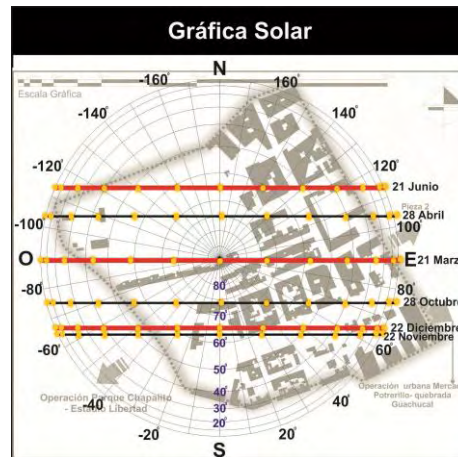 Gráfica Solar
N
-160°
160°
Escala Gráfica
-140°
140°
-120°
120°
21 Junio
28 Abril
Pieza 2
-100°
100°
O
E
21 Marzo
-80°
80°
80°
70°
28 Octubre
22 Diciembre
22 Noviembre
-60°
60°
60°
50°
Operación Parque Chapalito
- Estadio Libertad
Operación urbana Mercado
Potrerillo- quebrada
Guachucal
-40°
40°
40°
30°
20°
-20°
20°
S